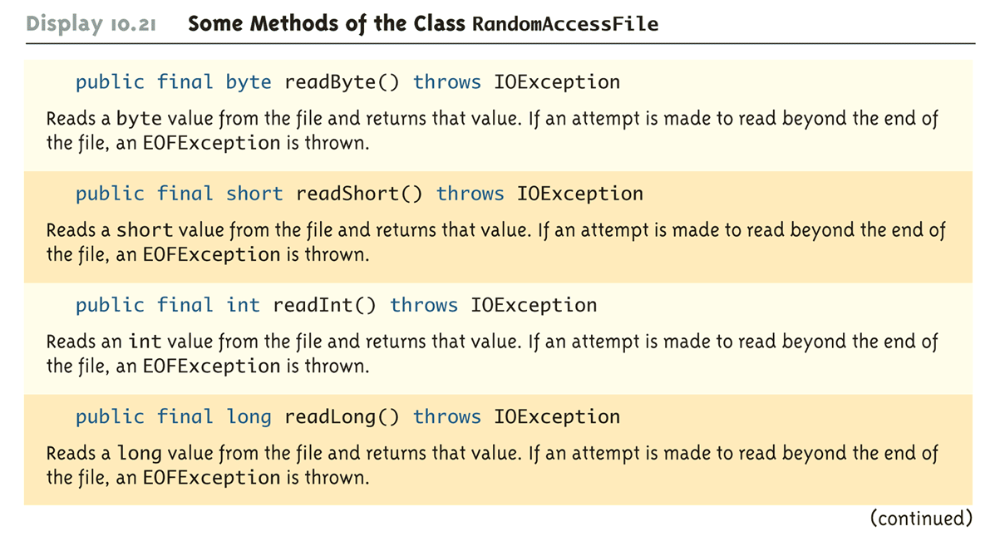 Display 10.21 Some Methods of the Class RandomAccessFile
public final byte readByte() throws IOException
Reads a byte value from the file and returns that value. If an attempt is made to read beyond the end of
the file, an EOFException is thrown.
public final short readShort() throws IOException
Reads a short value from the file and returns that value. If an attempt is made to read beyond the end of
the file, an EOFException is thrown.
public final int readInt() throws IOException
Reads an int value from the file and returns that value. If an attempt is made to read beyond the end of
the file, an EOFException is thrown.
public final long readLong() throws IOException
Reads a long value from the file and returns that value. If an attempt is made to read beyond the end of
the file, an EOFException is thrown.
(continued)